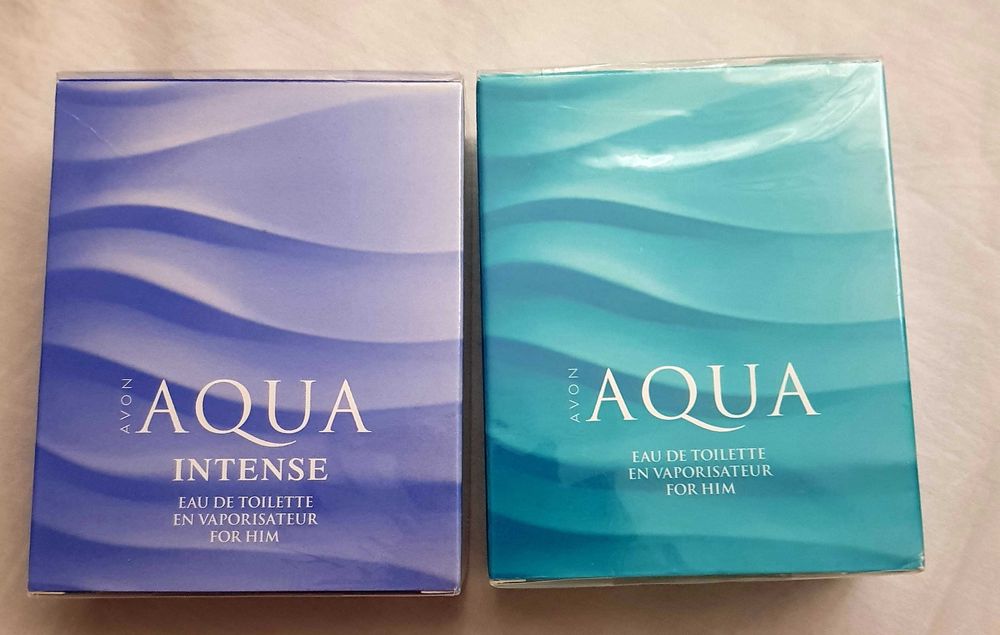 AVON
AQUA
INTENSE
EAU DE TOILETTE
EN VAPORISATEUR
FOR HIM
AVON
AQUA
EAU DE TOILETTE
EN VAPORISATEUR
FOR HIM